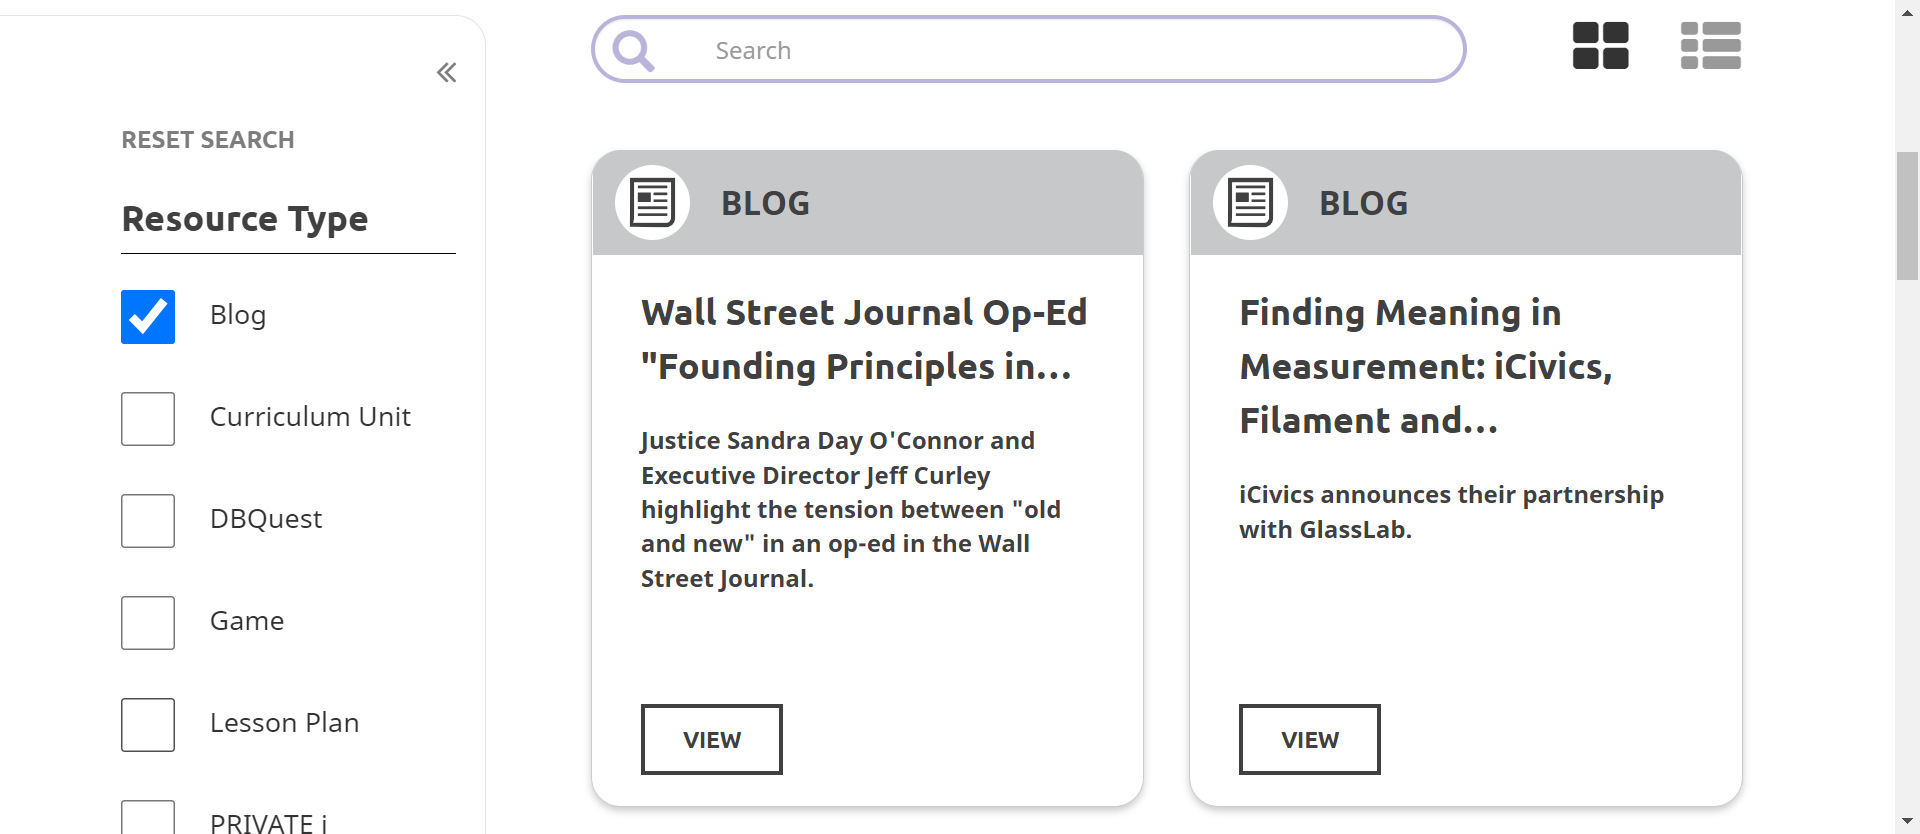 Search
RESET SEARCH
Resource Type
Blog
Curriculum Unit
DBQuest
Game
Lesson Plan
PRIVATE i
BLOG
Wall Street Journal Op-Ed
"Founding Principles in...
Justice Sandra Day O'Connor and
Executive Director Jeff Curley
highlight the tension between "old
and new" in an op-ed in the Wall
Street Journal.
VIEW
BLOG
Finding Meaning in
Measurement: iCivics,
Filament and...
iCivics announces their partnership
with GlassLab.
VIEW